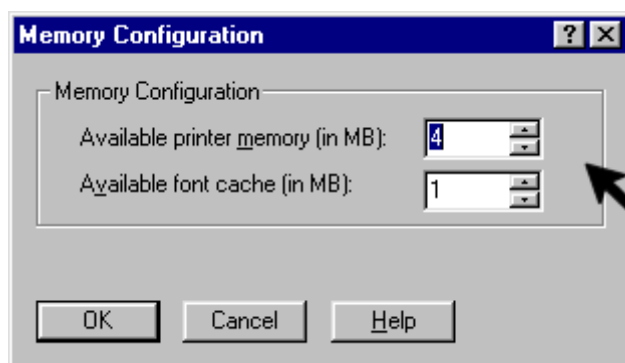 Memory Configuration
Memory Configuration
Available printer memory (in MB): 4
Available font cache (in MB): 1
OK Cancel Help